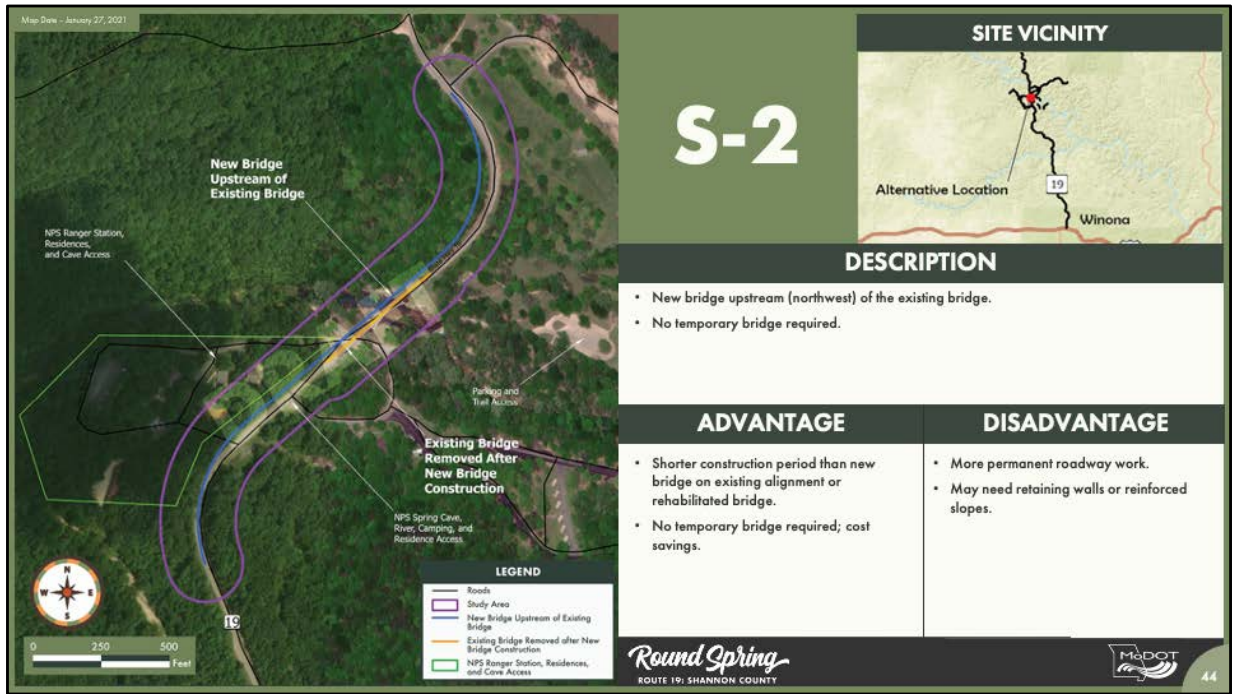 Map Date - January 27, 2021
New Bridge
Upstream of
Existing Bridge
NPS Ranger Station,
Residences,
and Cave Access
Parking and
Trail Access
Existing Bridge
Removed After
New Bridge
Construction
NPS Spring Cave,
River, Camping, and
Residence Access
19
N
W E
S
0 250 500
Feet
LEGEND
Roads
Study Area
New Bridge Upstream of Existing
Bridge
Existing Bridge Removed after New
Bridge Construction
NPS Ranger Station, Residences,
and Cave Access
S-2
SITE VICINITY
Alternative Location
19
Winona
DESCRIPTION
• New bridge upstream (northwest) of the existing bridge.
• No temporary bridge required.
ADVANTAGE
• Shorter construction period than new
bridge on existing alignment or
rehabilitated bridge.
• No temporary bridge required; cost
savings.
DISADVANTAGE
• More permanent roadway work.
• May need retaining walls or reinforced
slopes.
Round Spring
ROUTE 19: SHANNON COUNTY
MoDOT
44